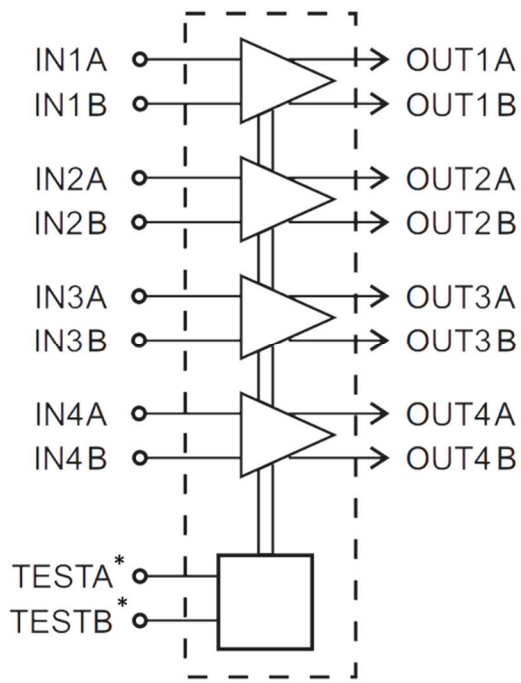 IN1A OUT1A
IN1B OUT1B
IN2A OUT2A
IN2B OUT2B
IN3A OUT3A
IN3B OUT3B
IN4A OUT4A
IN4B OUT4B
TESTA*
TESTB*